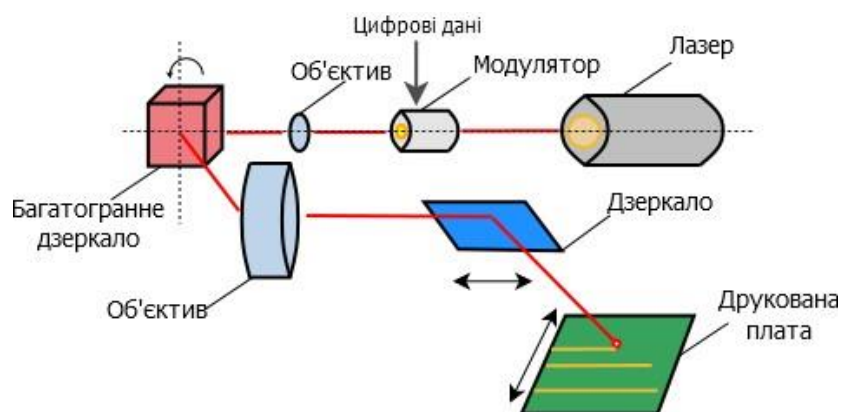 Цифрові дані
Лазер
Об'єктив
Модулятор
Багатогранне
дзеркало
Дзеркало
Об'єктив
Друкована
плата